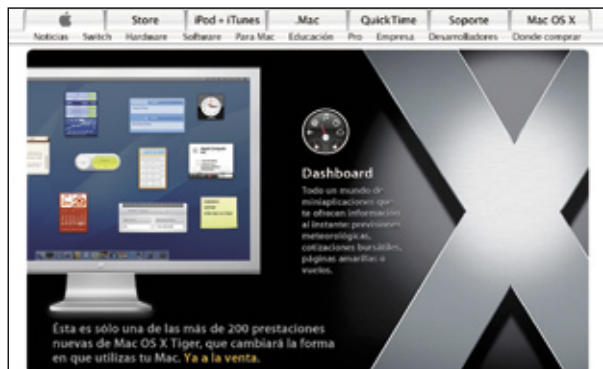 Store iPod + iTunes .Mac QuickTime Soporte Mac OS X
Noticias Switch Hardware Software Para Mac Educación Pro Empresa Desarrolladores Donde comprar
Dashboard
Todo un mundo de
miniaplicaciones que
te ofrecen información
al instante: previsiones
meteorológicas,
cotizaciones bursátiles,
páginas amarillas o
vuelos.
Ésta es sólo una de las más de 200 prestaciones
nuevas de Mac OS X Tiger, que cambiará la forma
en que utilizas tu Mac. Ya a la venta.